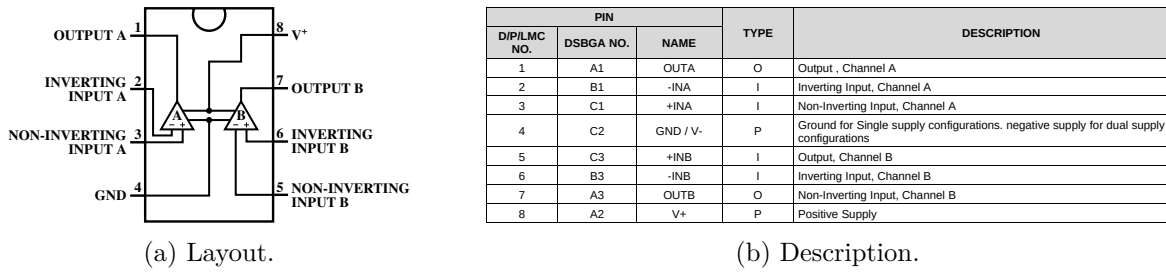 1
8
OUTPUT A
V+
INVERTING
INPUT A
2
7
OUTPUT B
A
B
− +
− +
NON-INVERTING
INPUT A
3
6
INVERTING
INPUT B
GND
4
5
NON-INVERTING
INPUT B
(a) Layout.
PIN TYPE DESCRIPTION
D/P/LMC NO. DSBGA NO. NAME
1 A1 OUTA O Output , Channel A
2 B1 -INA I Inverting Input, Channel A
3 C1 +INA I Non-Inverting Input, Channel A
4 C2 GND / V- P Ground for Single supply configurations. negative supply for dual supply
configurations
5 C3 +INB I Output, Channel B
6 B3 -INB I Inverting Input, Channel B
7 A3 OUTB O Non-Inverting Input, Channel B
8 A2 V+ P Positive Supply
(b) Description.